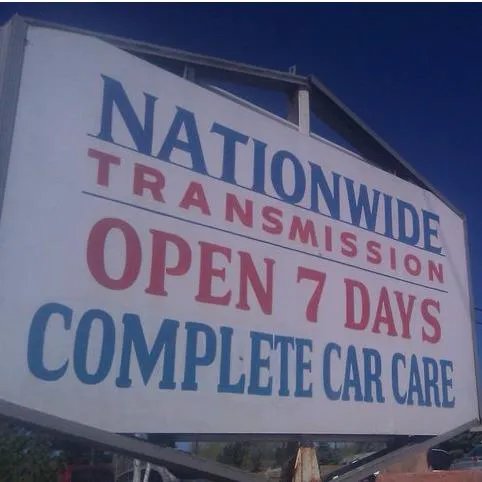 NATIONWIDE
TRANSMISSION
OPEN 7 DAYS
COMPLETE CAR CARE